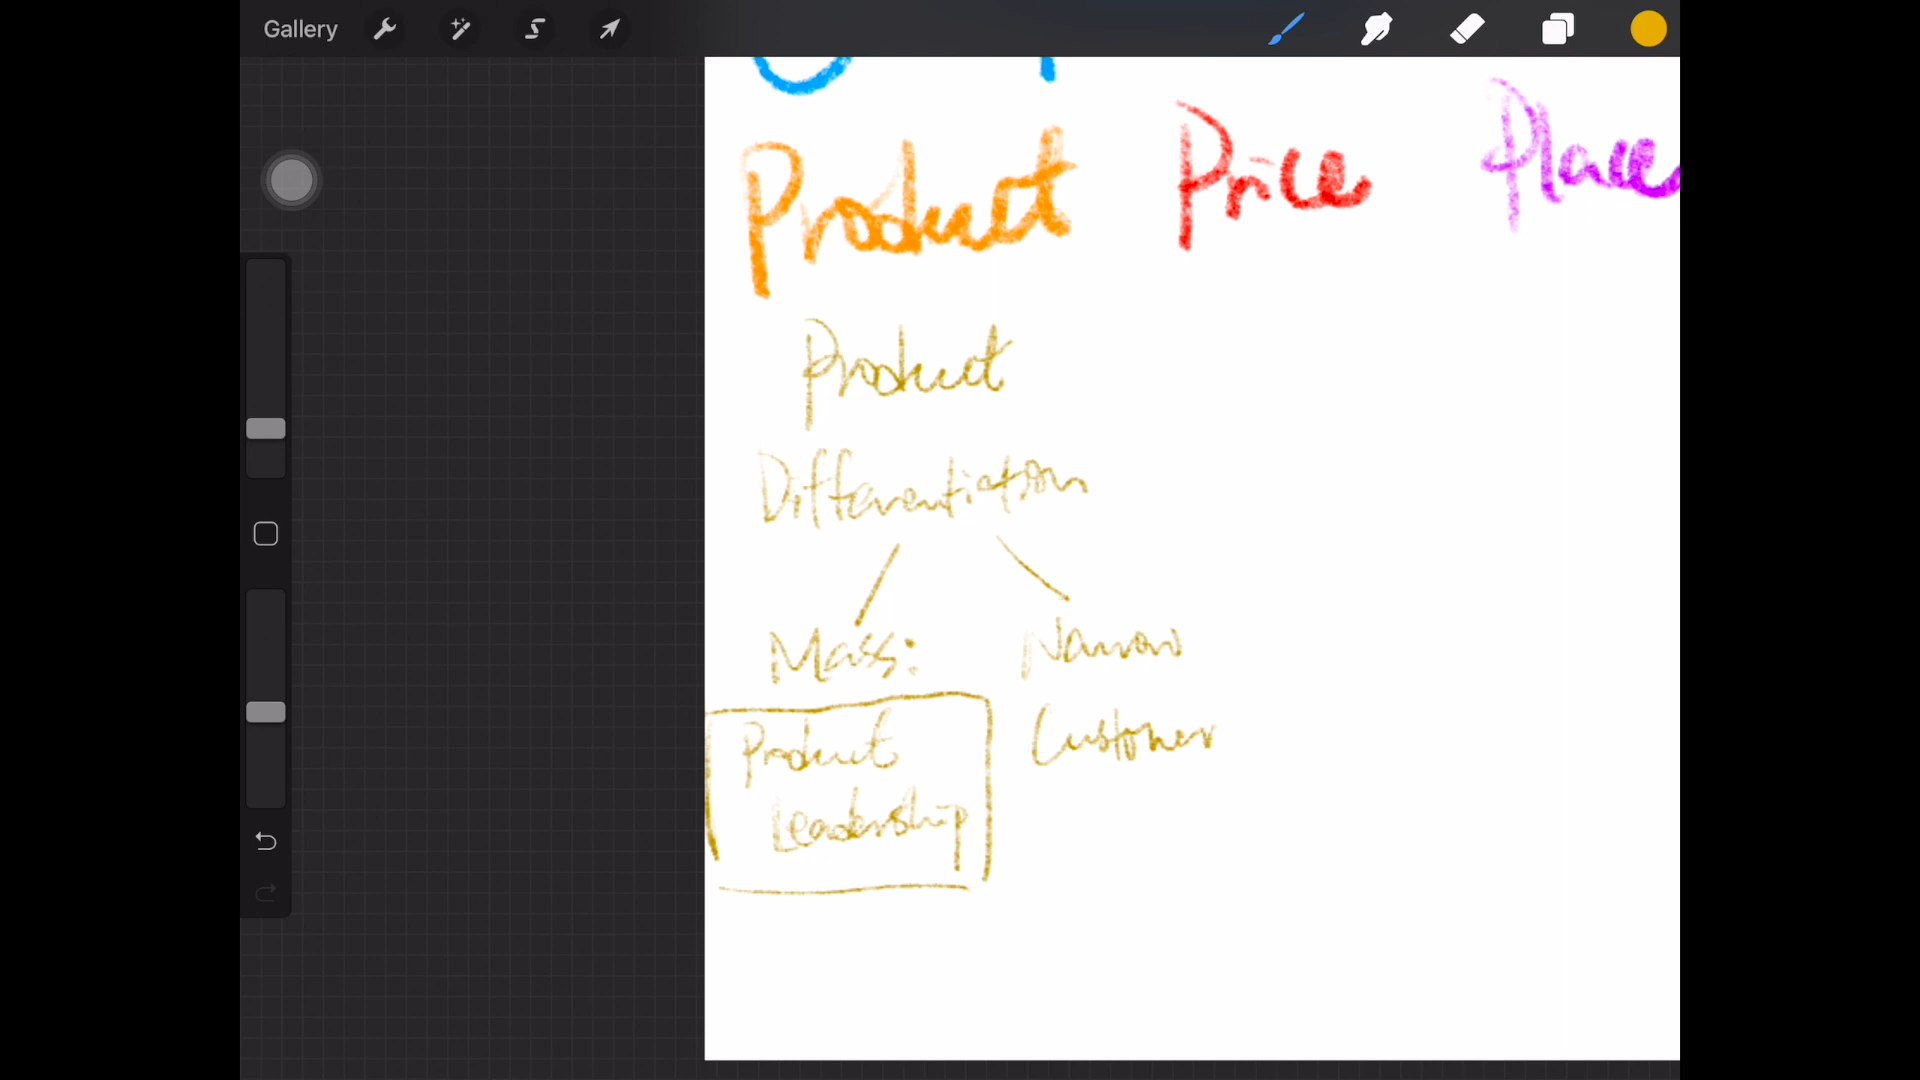 Gallery
Product Price Place
Product
Differentiation
Mass: Narrow
Product Customer
Leadership